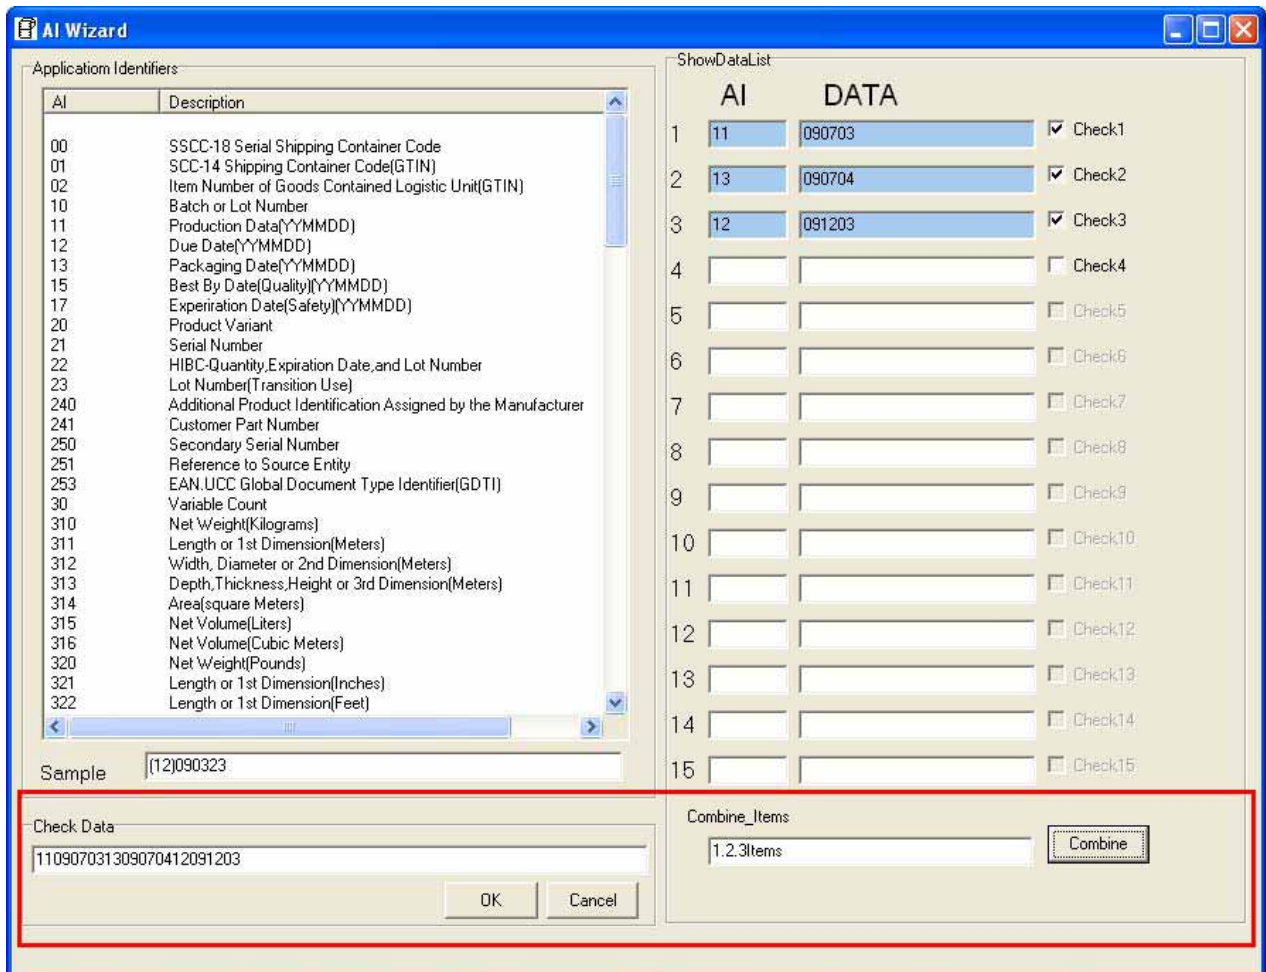 AI Wizard
Applicatiom Identifiers
AI Description
00 SSCC-18 Serial Shipping Container Code
01 SCC-14 Shipping Container Code(GTIN)
02 Item Number of Goods Contained Logistic Unit(GTIN)
10 Batch or Lot Number
11 Production Data(YYMMDD)
12 Due Date(YYMMDD)
13 Packaging Date(YYMMDD)
15 Best By Date(Quality)(YYMMDD)
17 Experiration Date(Safety)(YYMMDD)
20 Product Variant
21 Serial Number
22 HIBC-Quantity,Expiration Date,and Lot Number
23 Lot Number(Transition Use)
240 Additional Product Identification Assigned by the Manufacturer
241 Customer Part Number
250 Secondary Serial Number
251 Reference to Source Entity
253 EAN.UCC Global Document Type Identifier(GDTI)
30 Variable Count
310 Net Weight(Kilograms)
311 Length or 1st Dimension(Meters)
312 Width, Diameter or 2nd Dimension(Meters)
313 Depth,Thickness,Height or 3rd Dimension(Meters)
314 Area(square Meters)
315 Net Volume(Liters)
316 Net Volume(Cubic Meters)
320 Net Weight(Pounds)
321 Length or 1st Dimension(Inches)
322 Length or 1st Dimension(Feet)
Sample (12)090323
ShowDataList
AI DATA
1 11 090703 Check1
2 13 090704 Check2
3 12 091203 Check3
4 Check4
5 Check5
6 Check6
7 Check7
8 Check8
9 Check9
10 Check10
11 Check11
12 Check12
13 Check13
14 Check14
15 Check15
Check Data
110907031309070412091203
OK Cancel
Combine_Items
1.2.3Items Combine